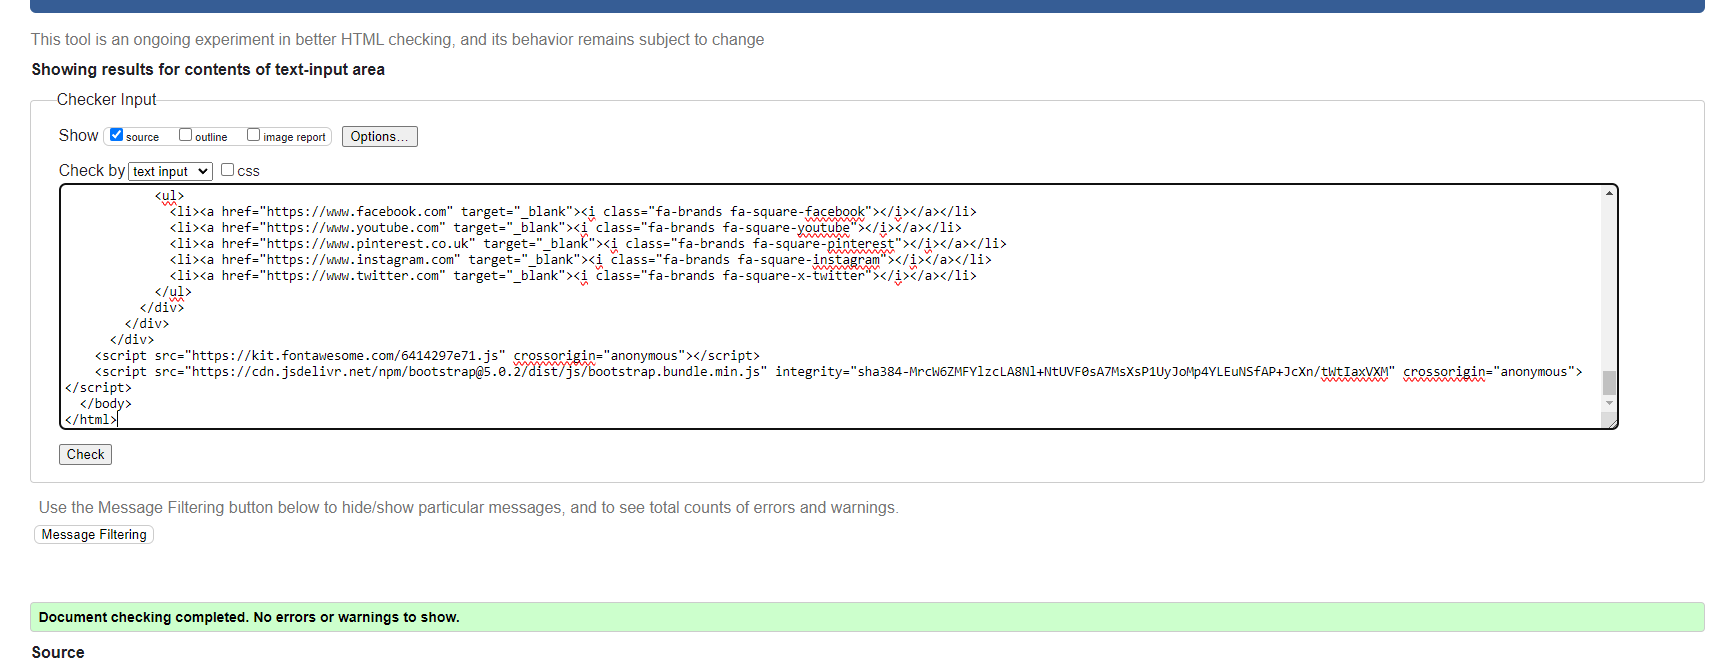 This tool is an ongoing experiment in better HTML checking, and its behavior remains subject to change
Showing results for contents of text-input area
Checker Input
Show source outline image report Options...
Check by text input css
<ul>
<li><a href="https://www.facebook.com" target="_blank"><i class="fa-brands fa-square-facebook"></i></a></li>
<li><a href="https://www.youtube.com" target="_blank"><i class="fa-brands fa-square-youtube"></i></a></li>
<li><a href="https://www.pinterest.co.uk" target="_blank"><i class="fa-brands fa-square-pinterest"></i></a></li>
<li><a href="https://www.instagram.com" target="_blank"><i class="fa-brands fa-square-instagram"></i></a></li>
<li><a href="https://www.twitter.com" target="_blank"><i class="fa-brands fa-square-x-twitter"></i></a></li>
</ul>
</div>
</div>
</div>
<script src="https://kit.fontawesome.com/6414297e71.js" crossorigin="anonymous"></script>
<script src="https://cdn.jsdelivr.net/npm/bootstrap@5.0.2/dist/js/bootstrap.bundle.min.js" integrity="sha384-MrcW6ZMFYlzcLA8Nl+NtUVF0sA7MsXsP1UyJoMp4YLEuNSfAP+JcXn/tWtIaxVXM" crossorigin="anonymous">
</script>
</body>
</html>
Check
Use the Message Filtering button below to hide/show particular messages, and to see total counts of errors and warnings.
Message Filtering
Document checking completed. No errors or warnings to show.
Source